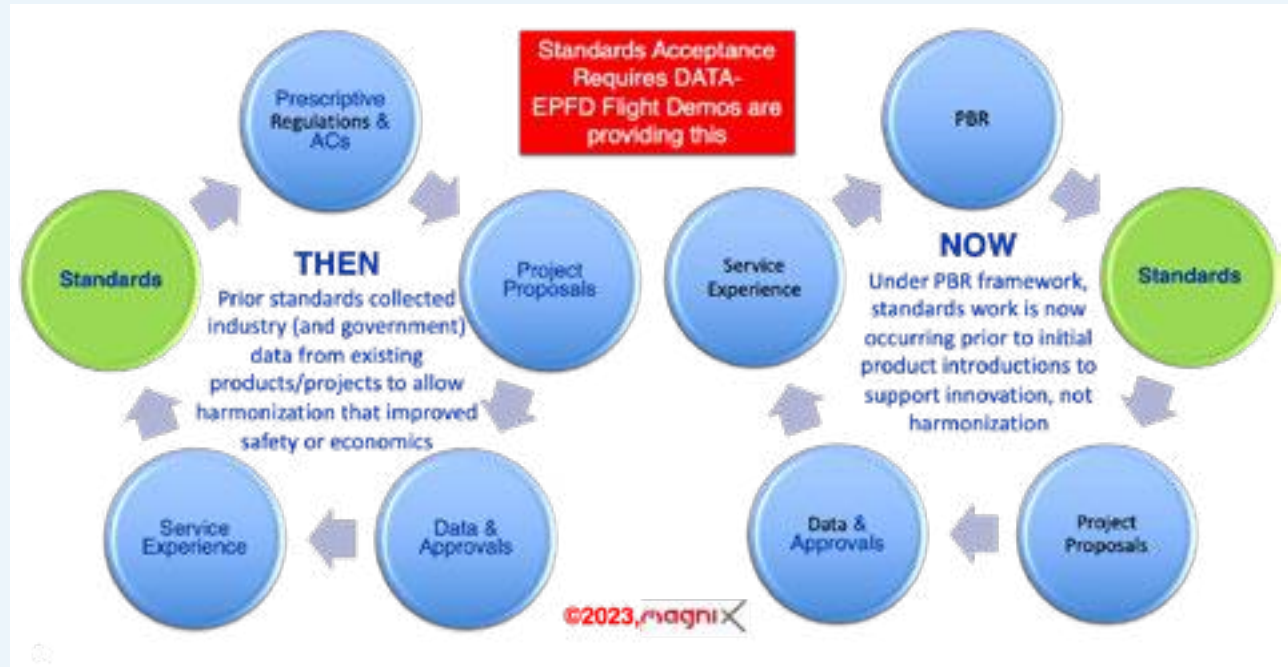 Standards Acceptance
Requires DATA-
EPFD Flight Demos are
providing this
Prescriptive
Regulations &
ACs
Standards
Project
Proposals
THEN
Prior standards collected
industry (and government)
data from existing
products/projects to allow
harmonization that improved
safety or economics
Service
Experience
Data &
Approvals
PBR
Service
Experience
Standards
NOW
Under PBR framework,
standards work is now
occurring prior to initial
product introductions to
support innovation, not
harmonization
Data &
Approvals
Project
Proposals
©2023, magniX